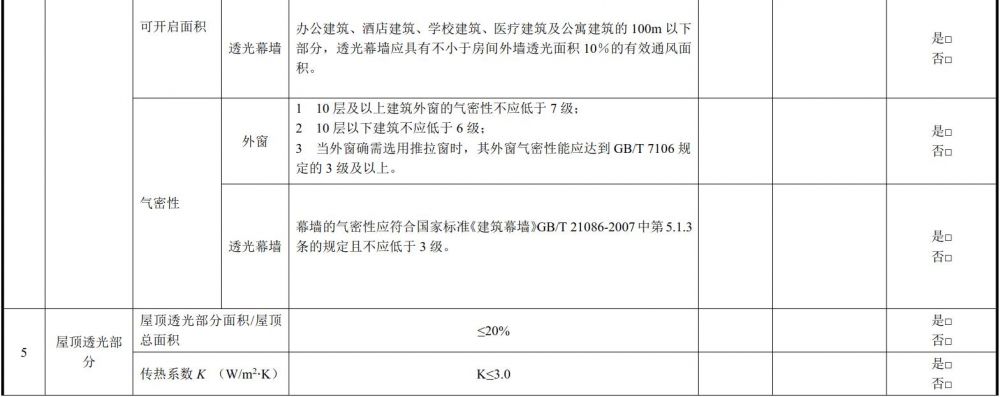 可开启面积
透光幕墙
办公建筑、酒店建筑、学校建筑、医疗建筑及公寓建筑的 100m 以下
部分，透光幕墙应具有不小于房间外墙透光面积 10％的有效通风面
积。
是□
否□
气密性
外窗
1 10 层及以上建筑外窗的气密性不应低于 7 级；
2 10 层以下建筑不应低于 6 级；
3 当外窗确需选用推拉窗时，其外窗气密性能应达到 GB/T 7106 规
定的 3 级及以上。
是□
否□
透光幕墙
幕墙的气密性应符合国家标准《建筑幕墙》GB/T 21086-2007 中第 5.1.3
条的规定且不应低于 3 级。
是□
否□
5
屋顶透光部
分
屋顶透光部分面积/屋顶
总面积
≤20%
是□
否□
传热系数 K （W/m²·K）
K≤3.0
是□
否□